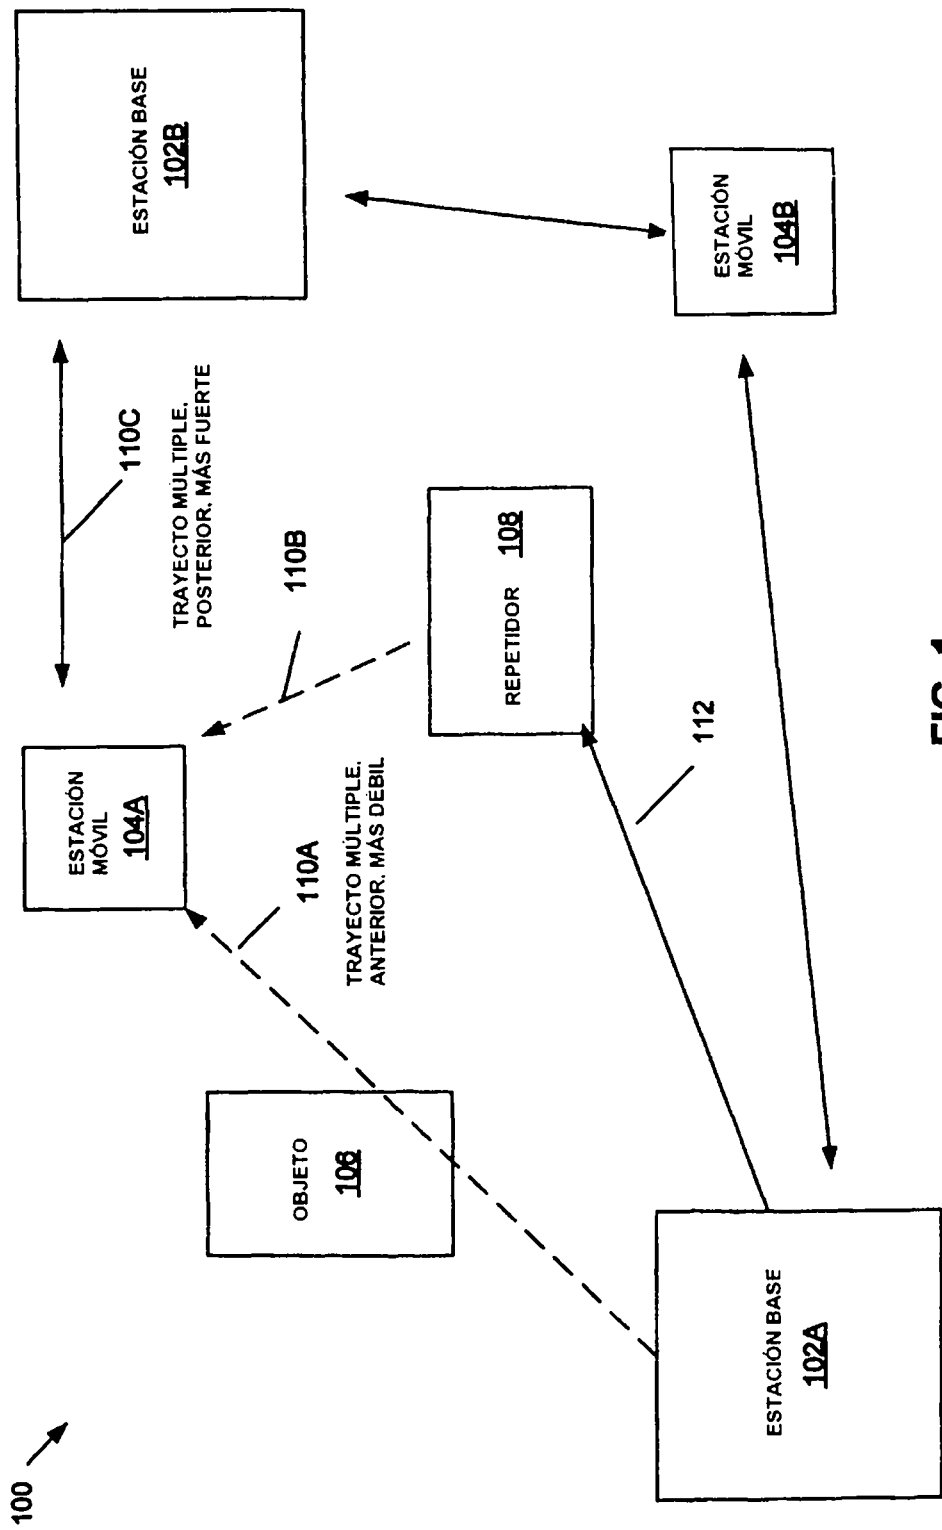 100
ESTACIÓN
MÓVIL
104A
ESTACIÓN BASE
102B
110C
TRAYECTO MÚLTIPLE,
POSTERIOR, MÁS FUERTE
110B
OBJETO
106
110A
TRAYECTO MÚLTIPLE,
ANTERIOR, MÁS DÉBIL
REPETIDOR 108
112
ESTACIÓN
MÓVIL
104B
ESTACIÓN BASE
102A
FIG. 1